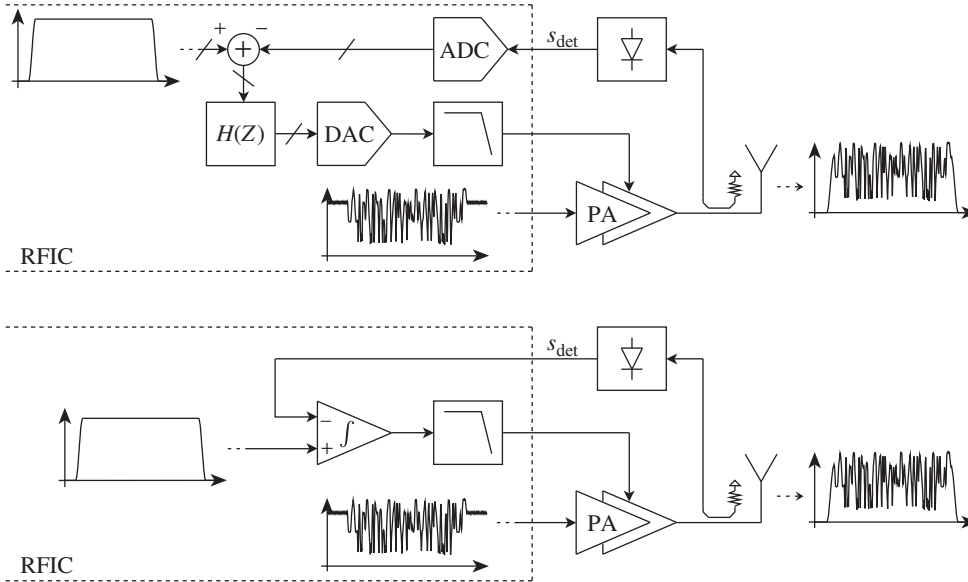 +
−
+
ADC
s_det
H(Z)
DAC
PA
RFIC
s_det
−
∫
+
PA
RFIC